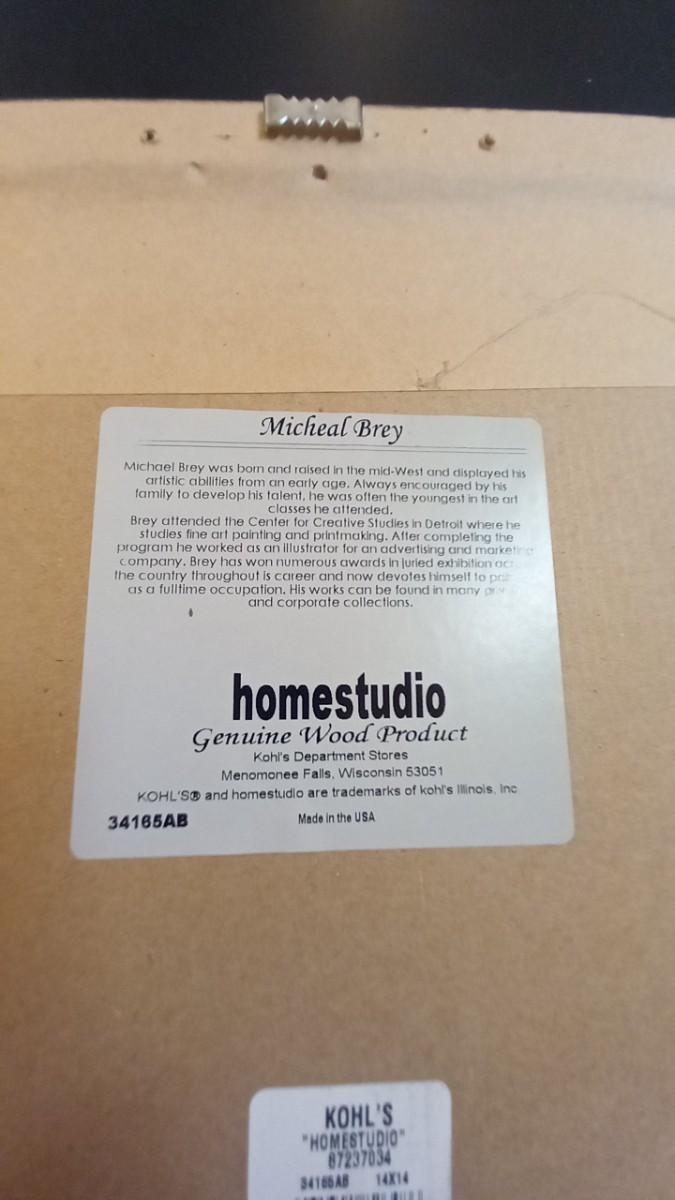 Micheal Brey
Michael Brey was born and raised in the mid-West and displayed his
artistic abilities from an early age. Always encouraged by his
family to develop his talent, he was often the youngest in the art
classes he attended.
Brey attended the Center for Creative Studies in Detroit where he
studies fine art painting and printmaking. After completing the
program he worked as an illustrator for an advertising and marketing
company. Brey has won numerous awards in juried exhibition
the country throughout is career and now devotes himself to
as a fulltime occupation. His works can be found in many
and corporate collections.
homestudio
Genuine Wood Product
Kohl's Department Stores
Menomonee Falls, Wisconsin 53051
KOHL'S® and homestudio are trademarks of kohl's Illinois, Inc
34165AB Made in the USA
KOHL'S
"HOMESTUDIO"
87237034
34165AB 14X14